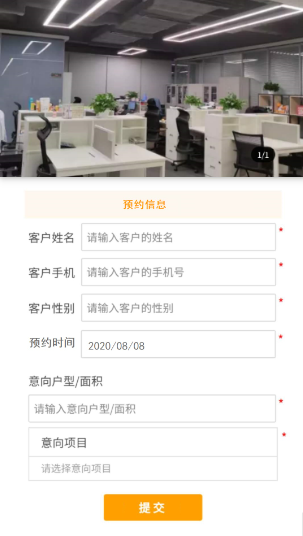 1/1
预约信息
客户姓名 请输入客户的姓名 *
客户手机 请输入客户的手机号 *
客户性别 请输入客户的性别 *
预约时间 2020/08/08 *
意向户型/面积
请输入意向户型/面积 *
意向项目 *
请选择意向项目
提交